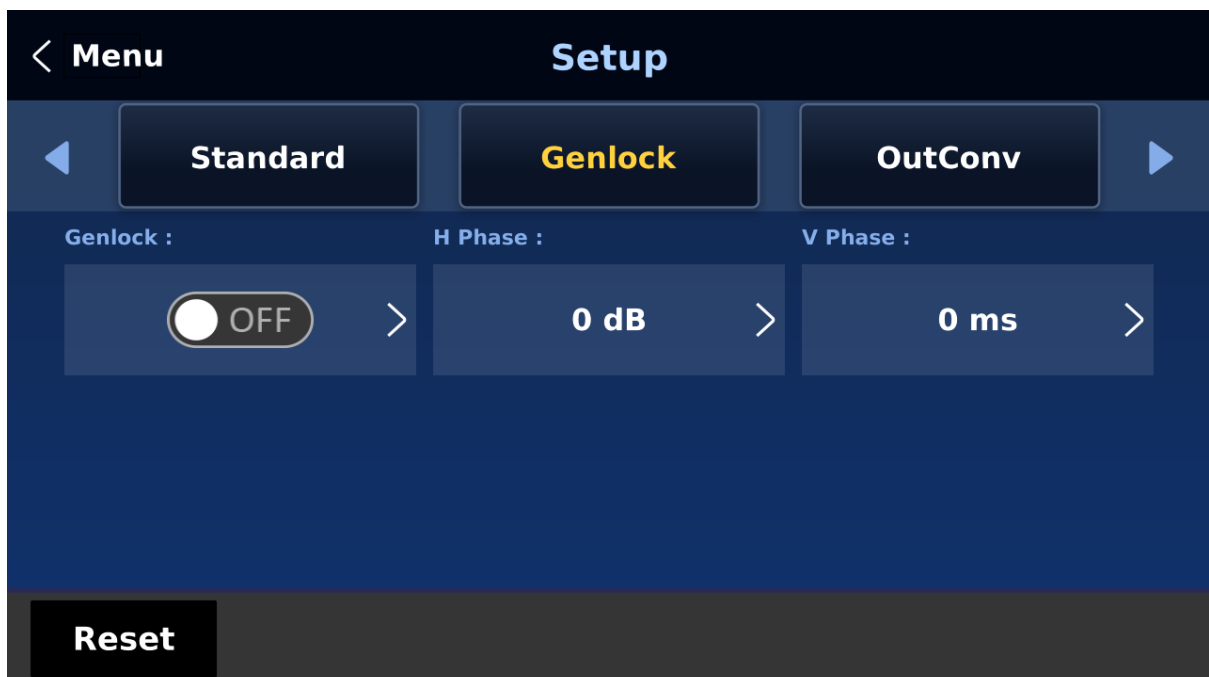 Menu
Setup
Standard
Genlock
OutConv
Genlock :
H Phase :
V Phase :
OFF
0 dB
0 ms
Reset